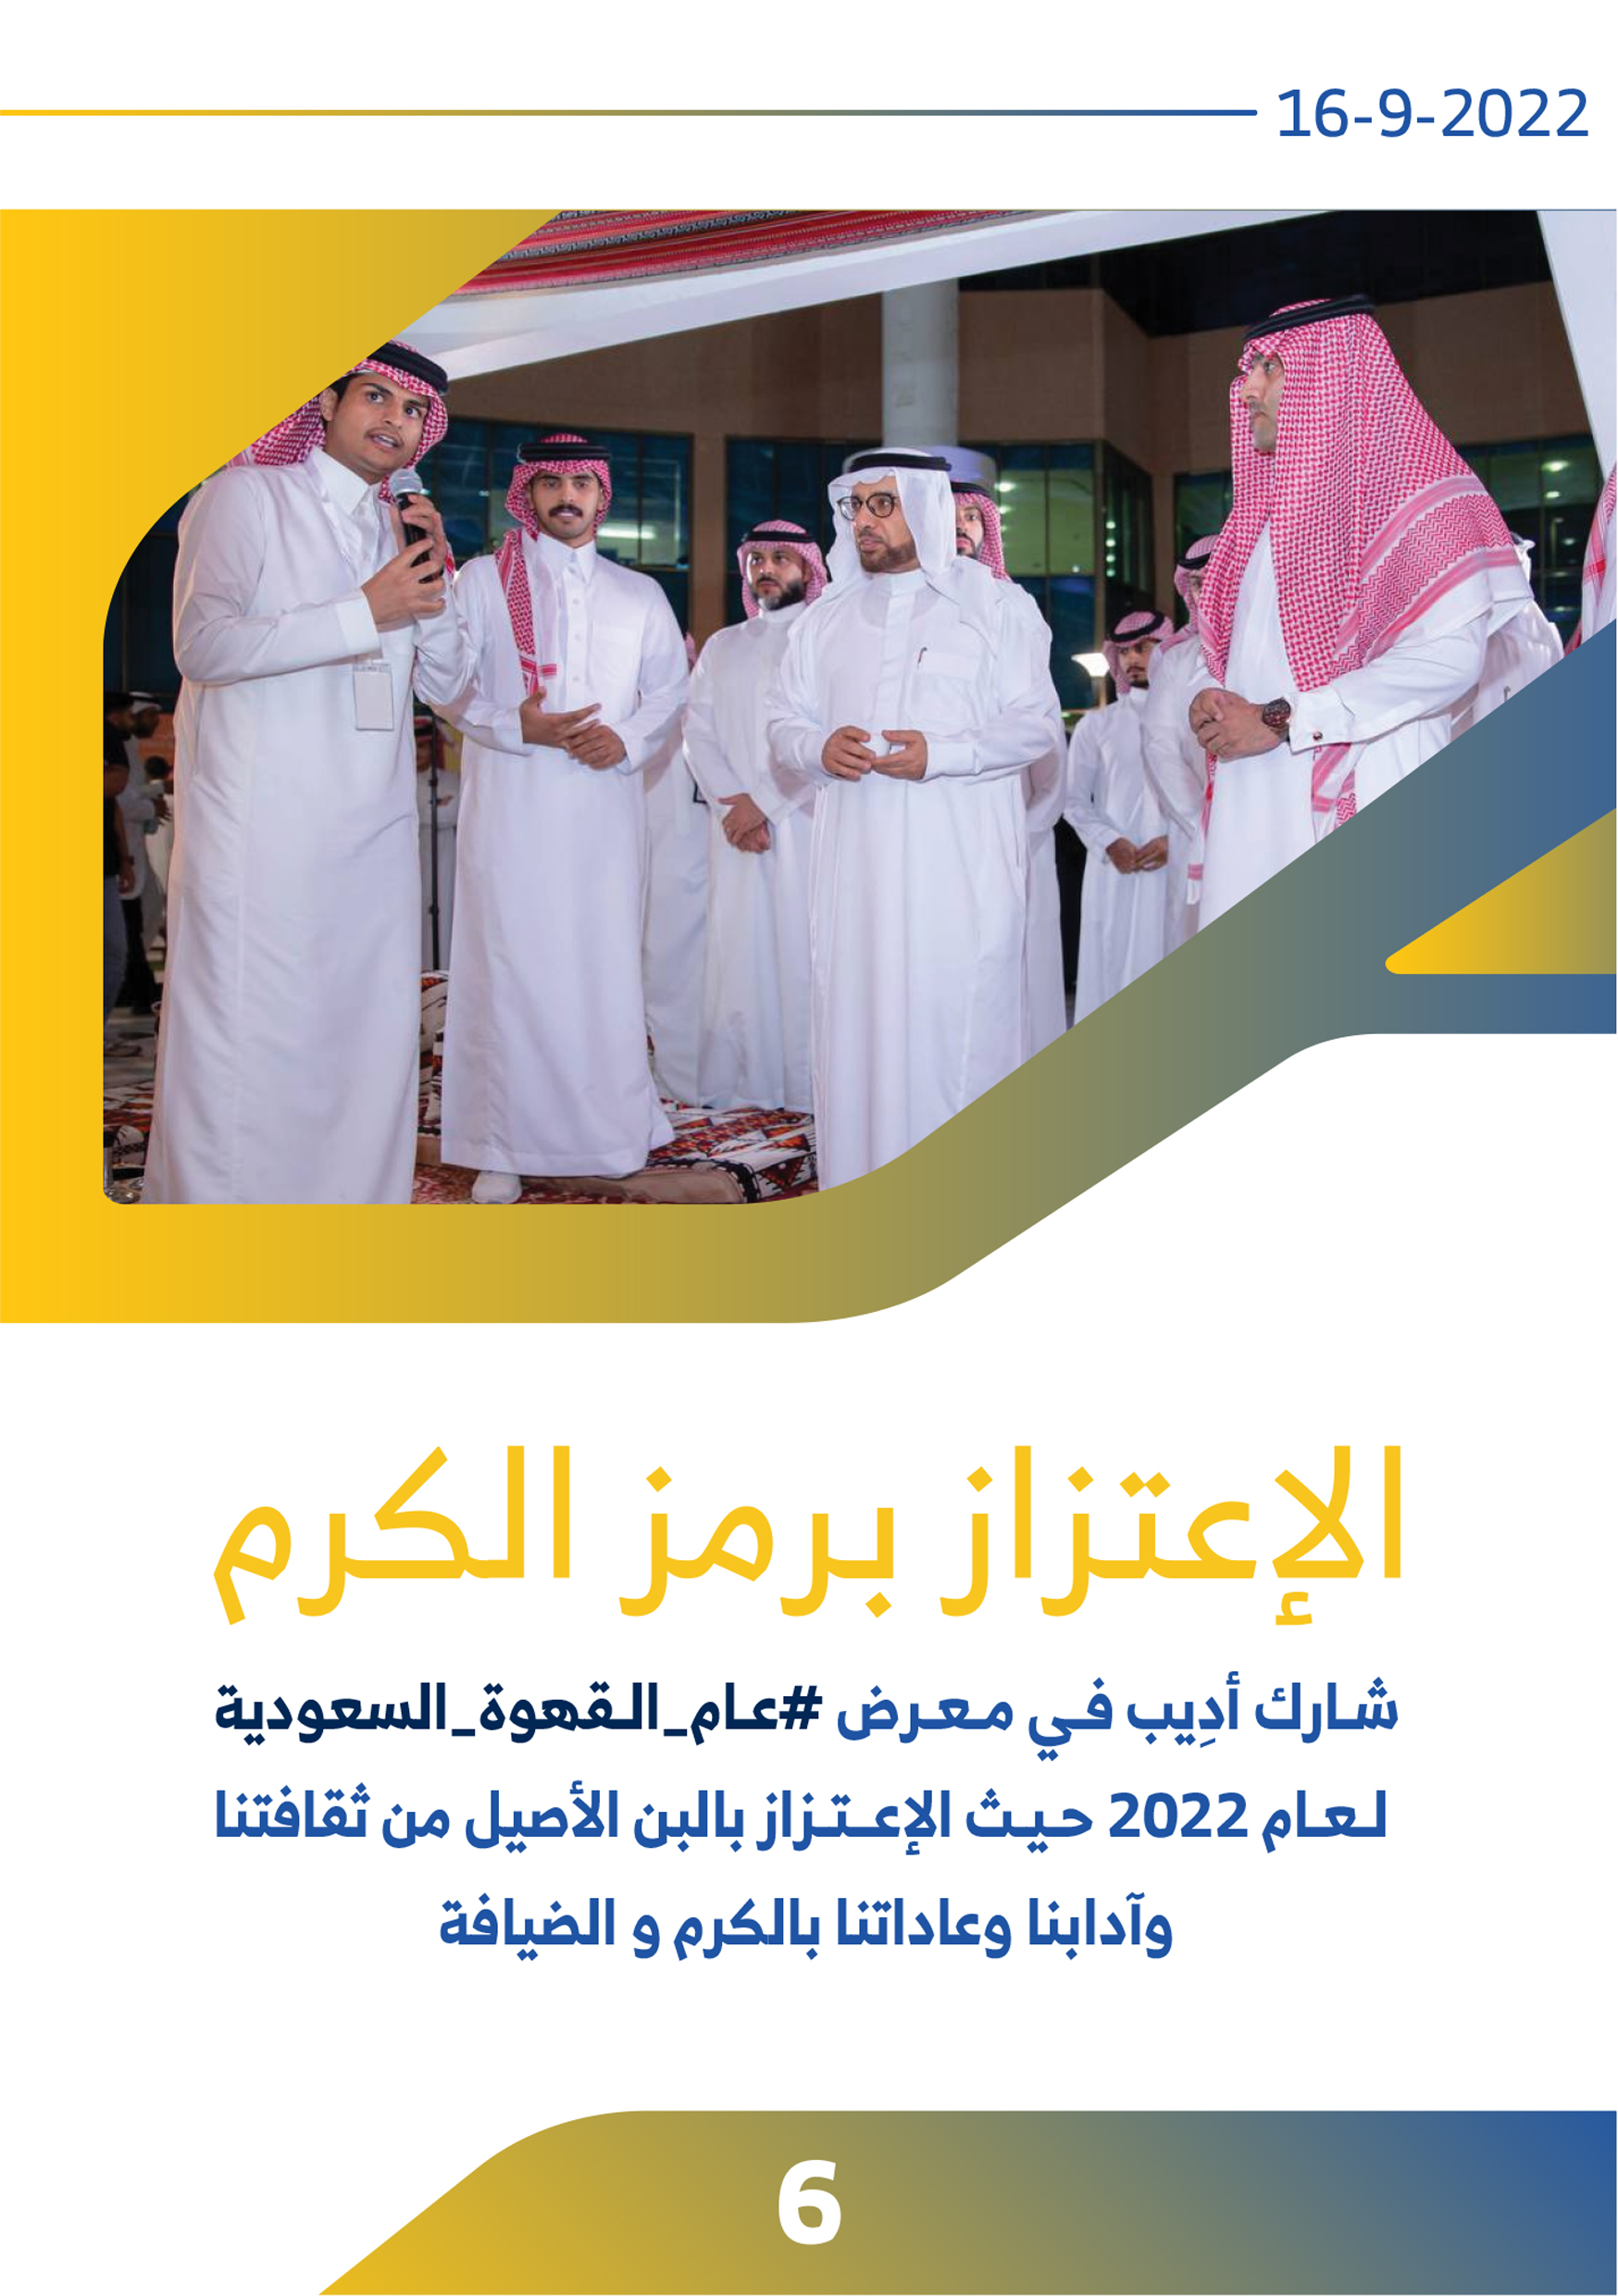 16-9-2022
الإعتزاز برمز الكرم
شارك أدِيب في معرض #عام_القهوة_السعودية
لعام 2022 حيث الإعتزاز بالبن الأصيل من ثقافتنا
وآدابنا وعاداتنا بالكرم و الضيافة
6